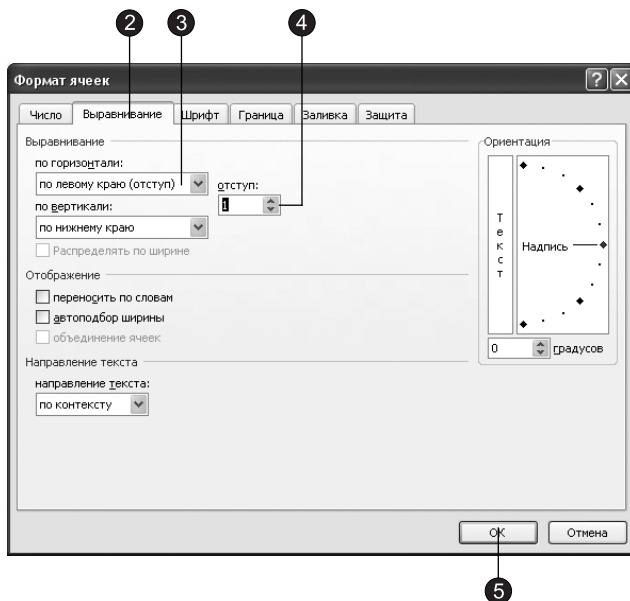 2 3 4
Формат ячеек
Число Выравнивание Шрифт Граница Заливка Защита
Выравнивание
по горизонтали:
по левому краю (отступ)
отступ:
1
по вертикали:
по нижнему краю
Распределять по ширине
Отображение
переносить по словам
автоподбор ширины
объединение ячеек
Направление текста
направление текста:
по контексту
Ориентация
Текст
Надпись
0 градусов
ОК Отмена
5